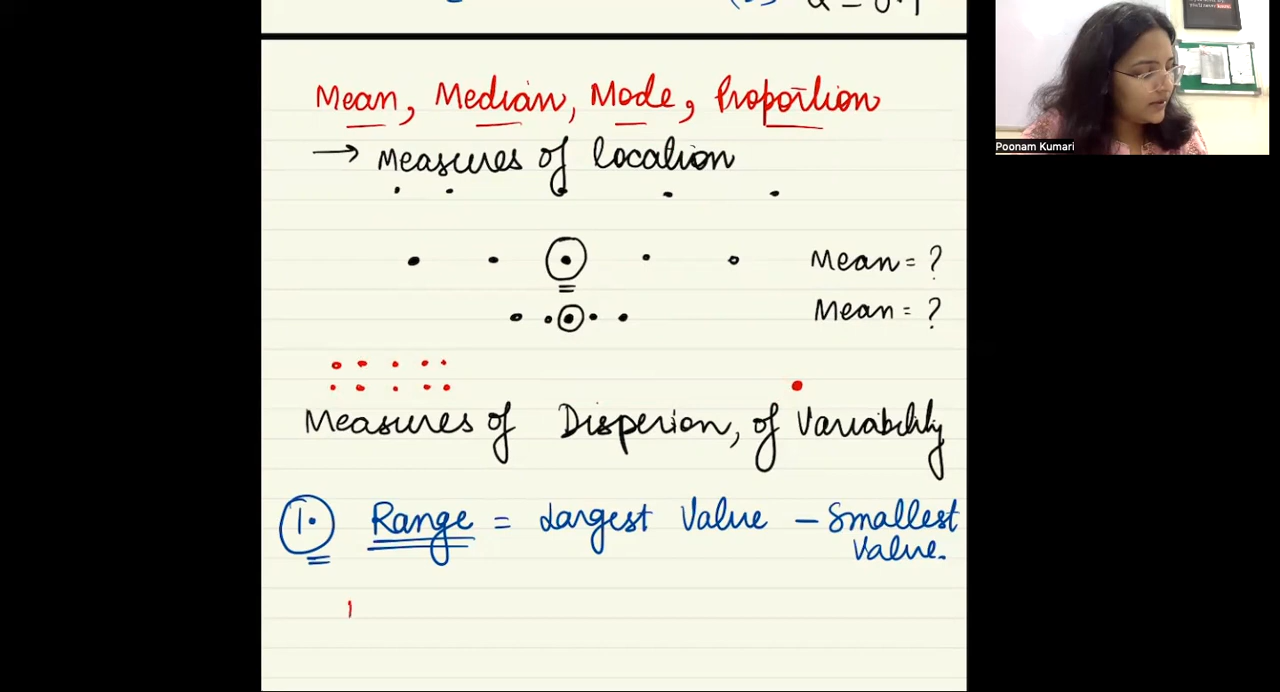 Mean, Median, Mode, Proportion
→ Measures of location
Mean = ?
Mean = ?
Measures of Dispersion, of Variability
1. Range = Largest Value - Smallest
Value.
Poonam Kumari